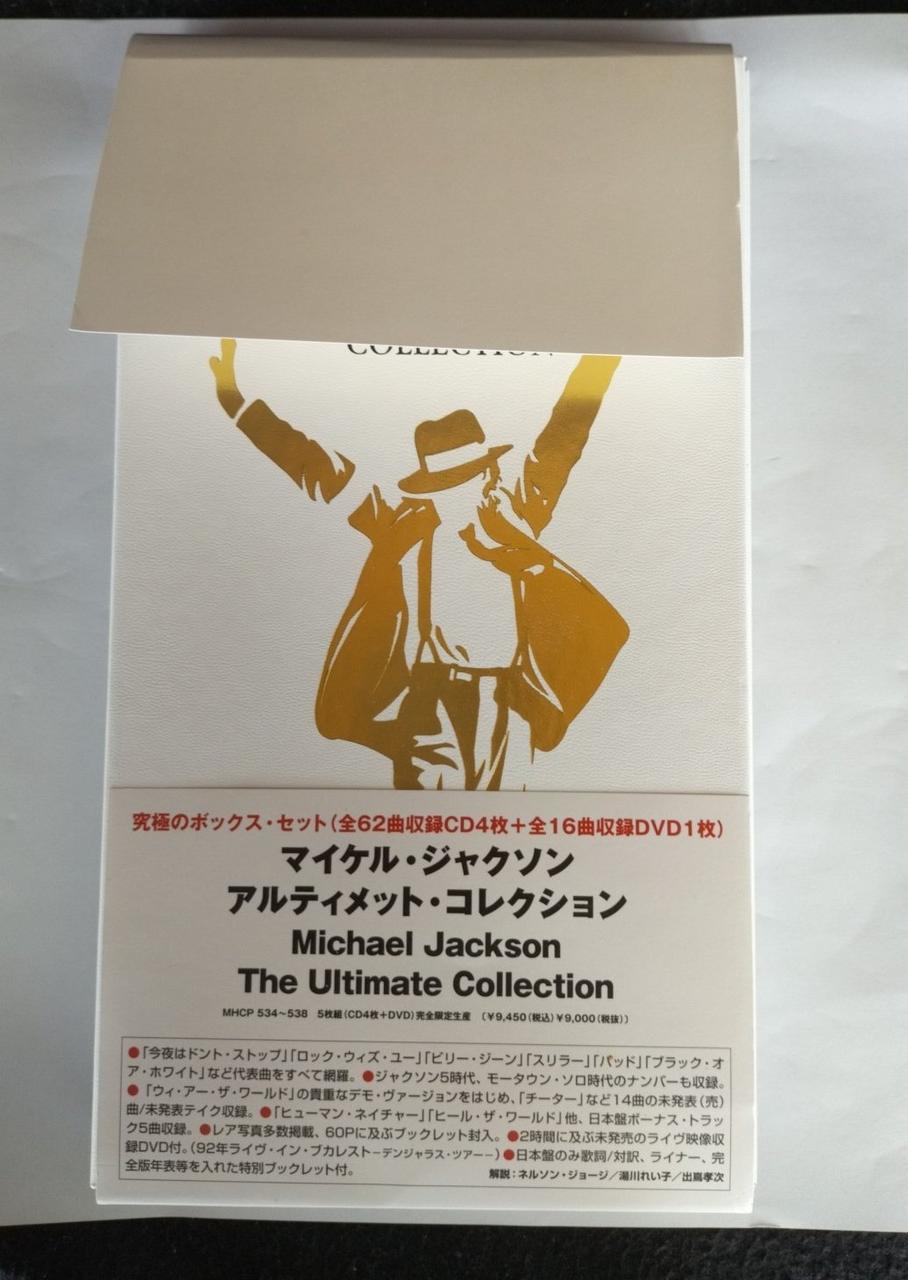 COLLECTION
究極のボックス・セット（全62曲収録CD4枚＋全16曲収録DVD1枚）
マイケル・ジャクソン
アルティメット・コレクション
Michael Jackson
The Ultimate Collection
MHCP 534〜538　5枚組（CD4枚＋DVD）完全限定生産　〔￥9,450（税込）￥9,000（税抜）〕
●「今夜はドント・ストップ」「ロック・ウィズ・ユー」「ビリー・ジーン」「スリラー」「バッド」「ブラック・オ
ア・ホワイト」など代表曲をすべて網羅。●ジャクソン5時代、モータウン・ソロ時代のナンバーも収録。
●「ウィ・アー・ザ・ワールド」の貴重なデモ・ヴァージョンをはじめ、「チーター」など14曲の未発表（売）
曲/未発表テイク収録。●「ヒューマン・ネイチャー」「ヒール・ザ・ワールド」他、日本盤ボーナス・トラッ
ク5曲収録。●レア写真多数掲載、60Pに及ぶブックレット封入。●2時間に及ぶ未発売のライヴ映像収
録DVD付。（92年ライヴ・イン・ブカレスト−デンジャラス・ツアー−）●日本盤のみ歌詞/対訳、ライナー、完
全版年表等を入れた特別ブックレット付。
解説：ネルソン・ジョージ／湯川れい子／出嶌孝次